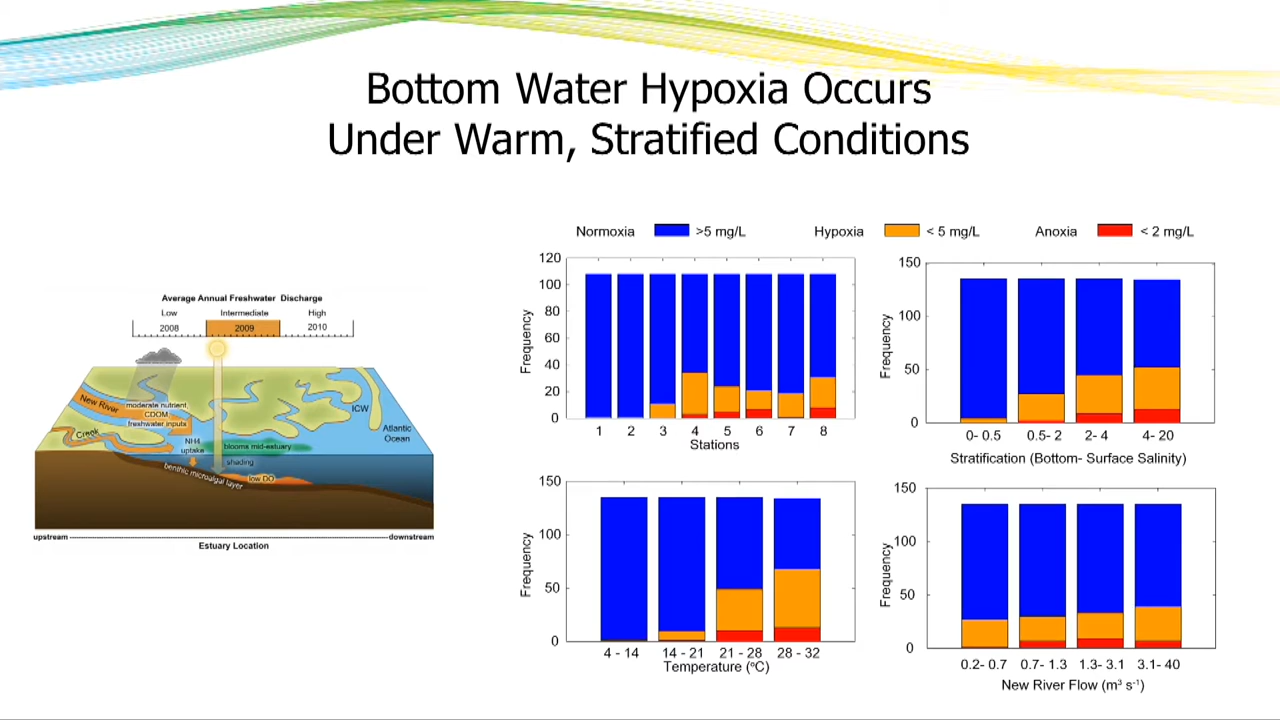 Bottom Water Hypoxia Occurs
Under Warm, Stratified Conditions
Average Annual Freshwater Discharge
Low Intermediate High
2008 2009 2010
New River
Creek
moderate nutrient,
CDOM,
freshwater inputs
NH4
uptake
blooms mid-estuary
shading
benthic microalgal layer
low DO
ICW
Atlantic
Ocean
upstream downstream
Estuary Location
Normoxia >5 mg/L Hypoxia < 5 mg/L Anoxia < 2 mg/L
Frequency
120
100
80
60
40
20
0
1 2 3 4 5 6 7 8
Stations
Frequency
150
100
50
0
0- 0.5 0.5- 2 2- 4 4- 20
Stratification (Bottom- Surface Salinity)
Frequency
150
100
50
0
4 - 14 14 - 21 21 - 28 28 - 32
Temperature (°C)
Frequency
150
100
50
0
0.2- 0.7 0.7- 1.3 1.3- 3.1 3.1- 40
New River Flow (m³ s⁻¹)